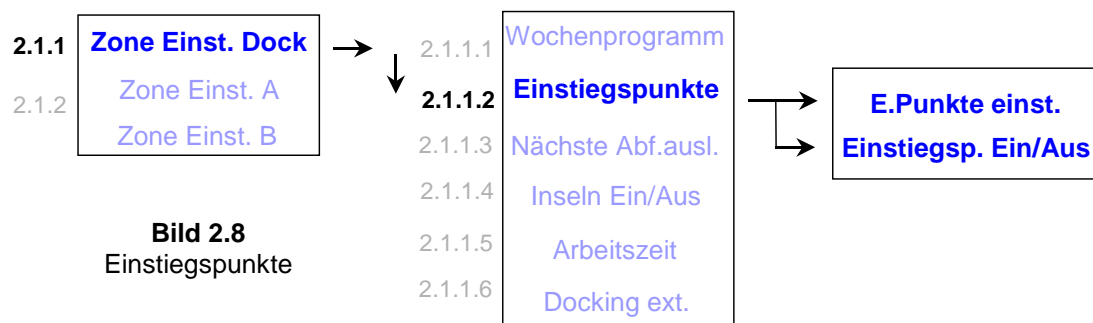 2.1.1 Zone Einst. Dock
2.1.2 Zone Einst. A
Zone Einst. B
2.1.1.1 Wochenprogramm
2.1.1.2 Einstiegspunkte
2.1.1.3 Nächste Abf.ausl.
2.1.1.4 Inseln Ein/Aus
2.1.1.5 Arbeitszeit
2.1.1.6 Docking ext.
E.Punkte einst.
Einstiegsp. Ein/Aus
Bild 2.8
Einstiegspunkte